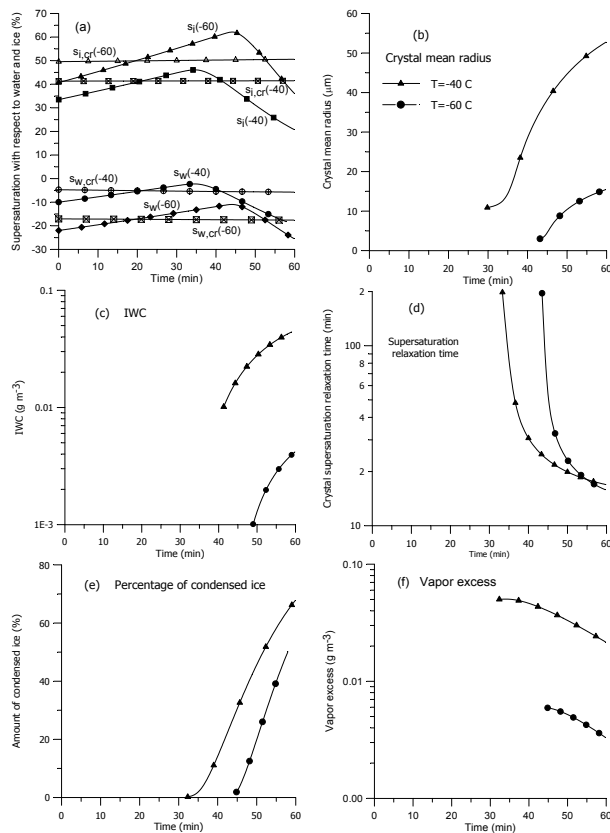 (a)
Supersaturation with respect to water and ice (%)
70
60
50
40
30
20
10
0
-10
-20
-30
s_i(-60)
s_i,cr(-60)
s_i,cr(-40)
s_i(-40)
s_w,cr(-40)
s_w(-40)
s_w(-60)
s_w,cr(-60)
0 10 20 30 40 50 60
Time (min)
(b)
Crystal mean radius
T=-40 C
T=-60 C
Crystal mean radius (μm)
60
50
40
30
20
10
0
0 10 20 30 40 50 60
Time (min)
(c) IWC
IWC (g m-3)
0.1
0.01
1E-3
0 10 20 30 40 50 60
Time (min)
(d)
Supersaturation
relaxation time
Crystal supersaturation relaxation time (min)
2
100
8
6
4
2
10
0 10 20 30 40 50 60
Time (min)
(e) Percentage of condensed ice
Amount of condensed ice (%)
80
60
40
20
0
0 10 20 30 40 50 60
Time (min)
(f) Vapor excess
Vapor excess (g m-3)
0.10
0.01
0.00
0 10 20 30 40 50 60
Time (min)